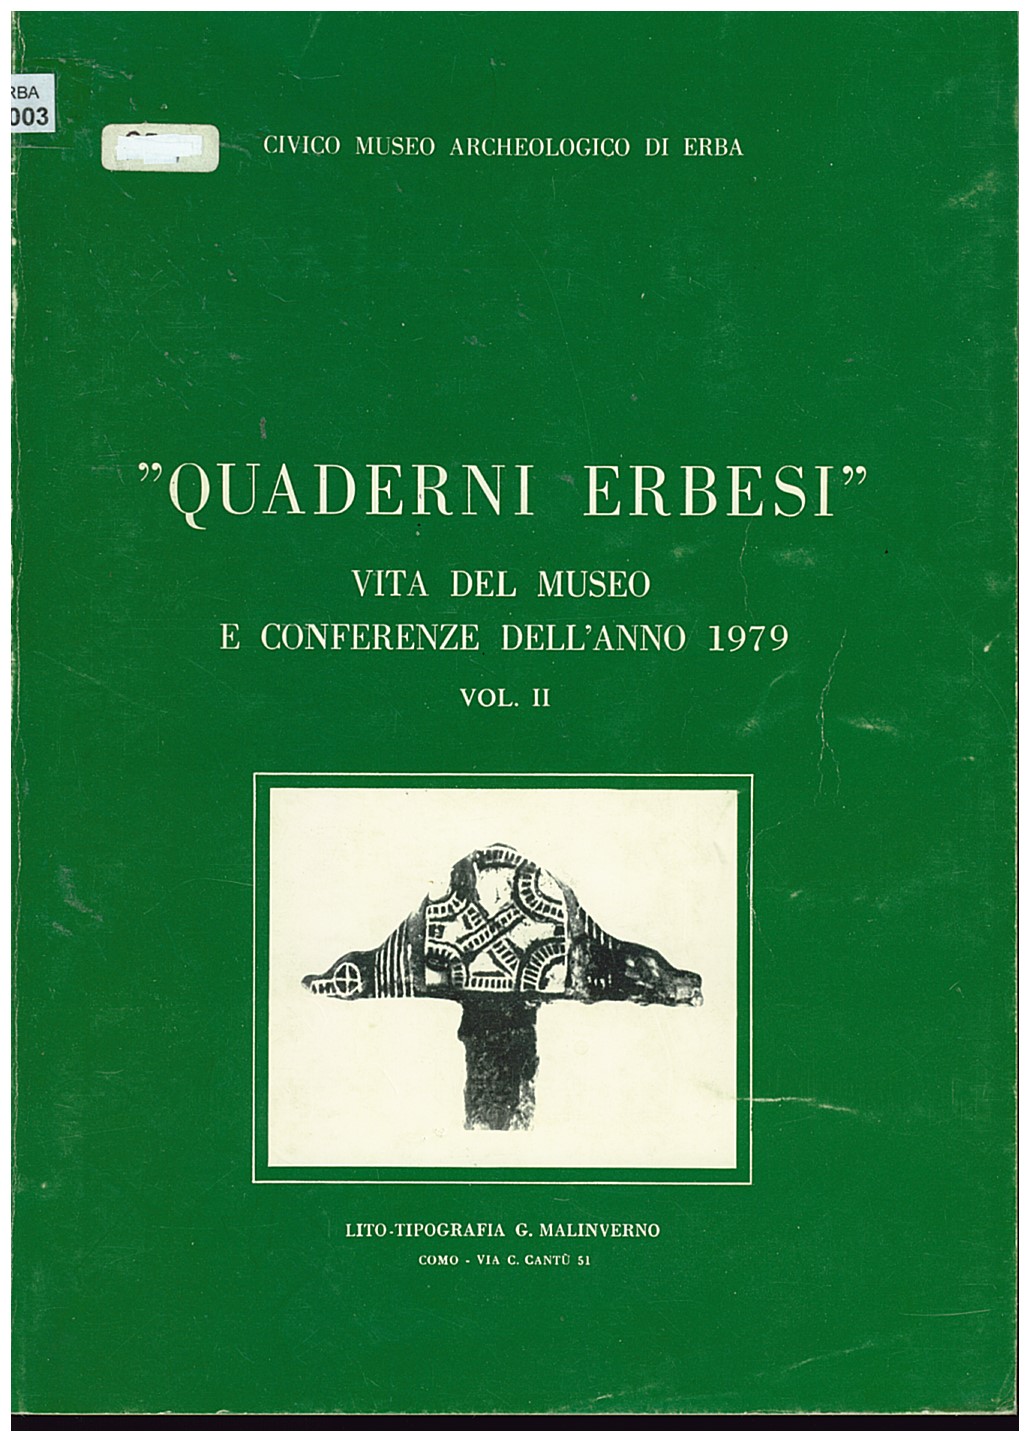 003
CIVICO MUSEO ARCHEOLOGICO DI ERBA
"QUADERNI ERBESI"
VITA DEL MUSEO
E CONFERENZE DELL'ANNO 1979
VOL. II
LITO-TIPOGRAFIA G. MALINVERNO
COMO - VIA C. CANTÙ 51